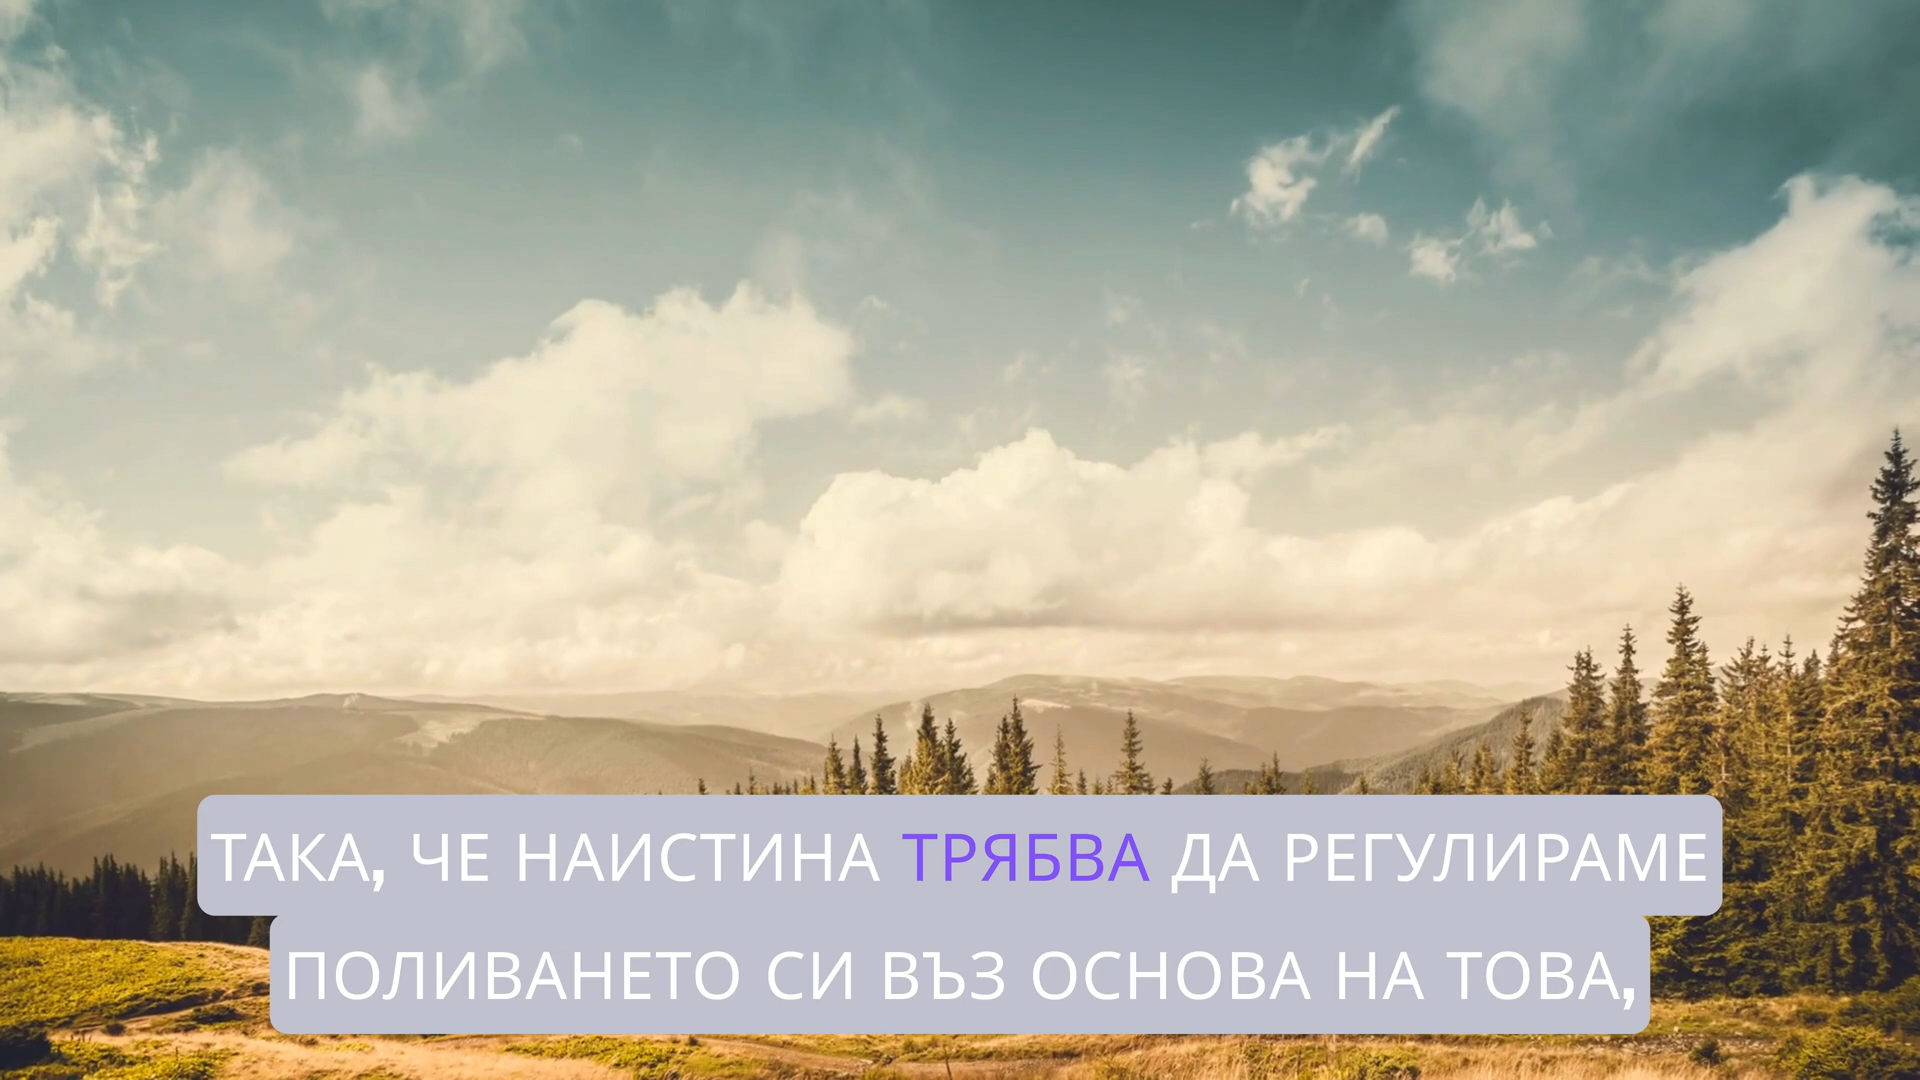 ТАКА, ЧЕ НАИСТИНА ТРЯБВА ДА РЕГУЛИРАМЕ
ПОЛИВАНЕТО СИ ВЪЗ ОСНОВА НА ТОВА,